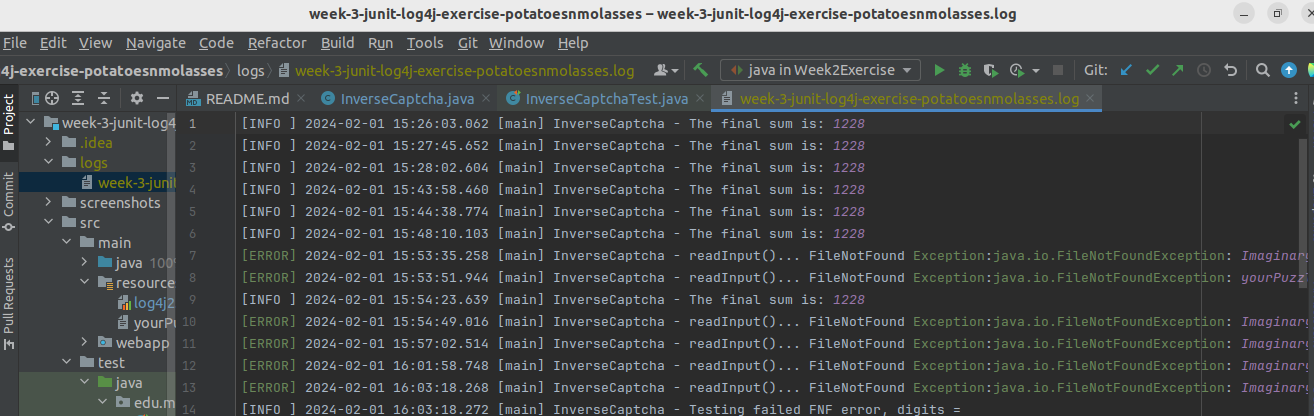 week-3-junit-log4j-exercise-potatoesnmolasses – week-3-junit-log4j-exercise-potatoesnmolasses.log
File Edit View Navigate Code Refactor Build Run Tools Git Window Help
4j-exercise-potatoesnmolasses logs week-3-junit-log4j-exercise-potatoesnmolasses.log java in Week2Exercise Git:
Project
Commit
Pull Requests
week-3-junit-log4
.idea
logs
week-3-juni
screenshots
src
main
java 100%
resource
log4j2
yourPu
webapp
test
java
edu.m
README.md InverseCaptcha.java InverseCaptchaTest.java week-3-junit-log4j-exercise-potatoesnmolasses.log
1 [INFO ] 2024-02-01 15:26:03.062 [main] InverseCaptcha - The final sum is: 1228
2 [INFO ] 2024-02-01 15:27:45.652 [main] InverseCaptcha - The final sum is: 1228
3 [INFO ] 2024-02-01 15:28:02.604 [main] InverseCaptcha - The final sum is: 1228
4 [INFO ] 2024-02-01 15:43:58.460 [main] InverseCaptcha - The final sum is: 1228
5 [INFO ] 2024-02-01 15:44:38.774 [main] InverseCaptcha - The final sum is: 1228
6 [INFO ] 2024-02-01 15:48:10.103 [main] InverseCaptcha - The final sum is: 1228
7 [ERROR] 2024-02-01 15:53:35.258 [main] InverseCaptcha - readInput()... FileNotFound Exception:java.io.FileNotFoundException: Imaginar
8 [ERROR] 2024-02-01 15:53:51.944 [main] InverseCaptcha - readInput()... FileNotFound Exception:java.io.FileNotFoundException: yourPuzz
9 [INFO ] 2024-02-01 15:54:23.639 [main] InverseCaptcha - The final sum is: 1228
10 [ERROR] 2024-02-01 15:54:49.016 [main] InverseCaptcha - readInput()... FileNotFound Exception:java.io.FileNotFoundException: Imaginar
11 [ERROR] 2024-02-01 15:57:02.514 [main] InverseCaptcha - readInput()... FileNotFound Exception:java.io.FileNotFoundException: Imaginar
12 [ERROR] 2024-02-01 16:01:58.748 [main] InverseCaptcha - readInput()... FileNotFound Exception:java.io.FileNotFoundException: Imaginar
13 [ERROR] 2024-02-01 16:03:18.268 [main] InverseCaptcha - readInput()... FileNotFound Exception:java.io.FileNotFoundException: Imaginar
14 [INFO ] 2024-02-01 16:03:18.272 [main] InverseCaptcha - Testing failed FNF error, digits =